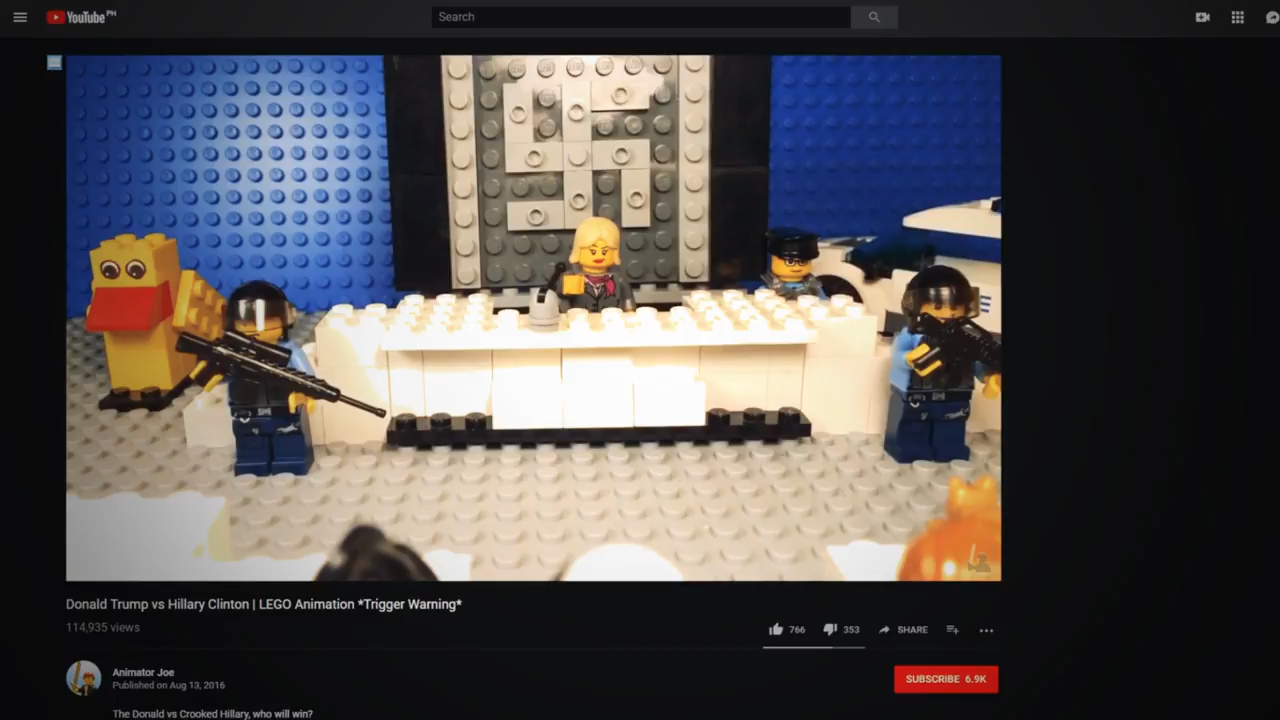 YouTube PH
Search
Donald Trump vs Hillary Clinton | LEGO Animation *Trigger Warning*
114,935 views
766
353
SHARE
Animator Joe
Published on Aug 13, 2016
SUBSCRIBE 6.9K
The Donald vs Crooked Hillary, who will win?